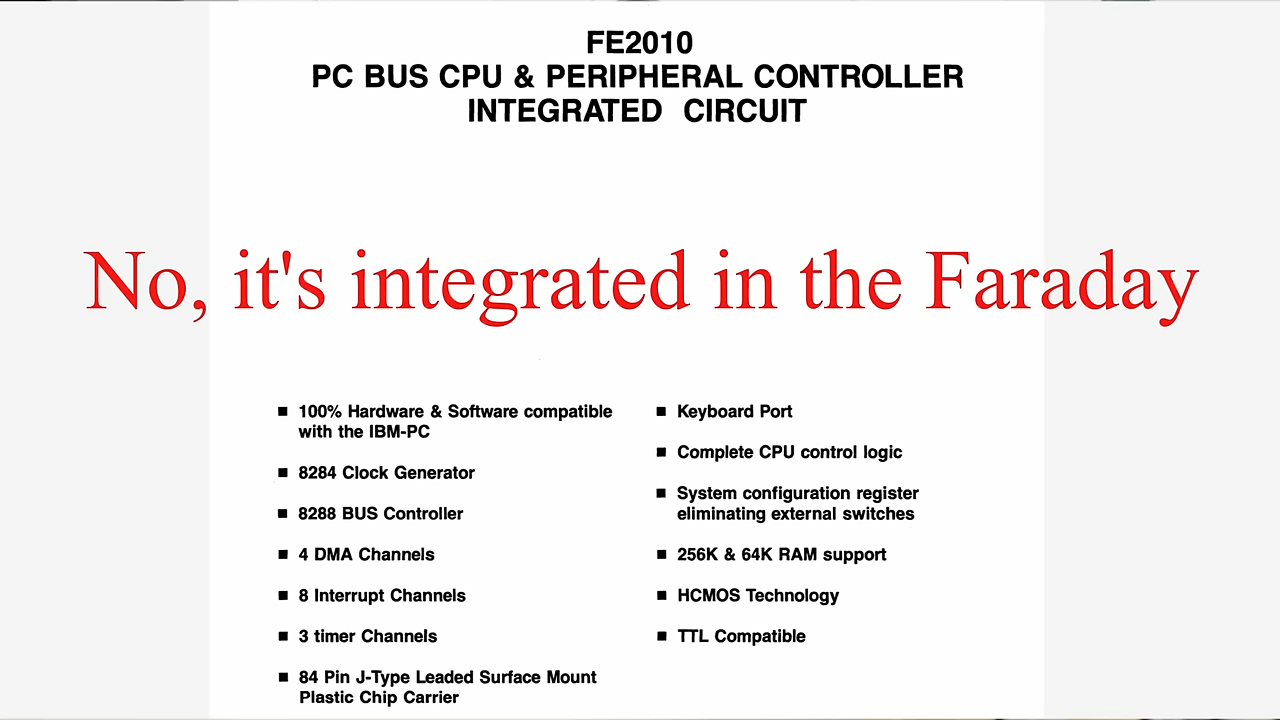 FE2010
PC BUS CPU & PERIPHERAL CONTROLLER
INTEGRATED CIRCUIT
No, it's integrated in the Faraday
■ 100% Hardware & Software compatible
with the IBM-PC
■ 8284 Clock Generator
■ 8288 BUS Controller
■ 4 DMA Channels
■ 8 Interrupt Channels
■ 3 timer Channels
■ 84 Pin J-Type Leaded Surface Mount
Plastic Chip Carrier
■ Keyboard Port
■ Complete CPU control logic
■ System configuration register
eliminating external switches
■ 256K & 64K RAM support
■ HCMOS Technology
■ TTL Compatible